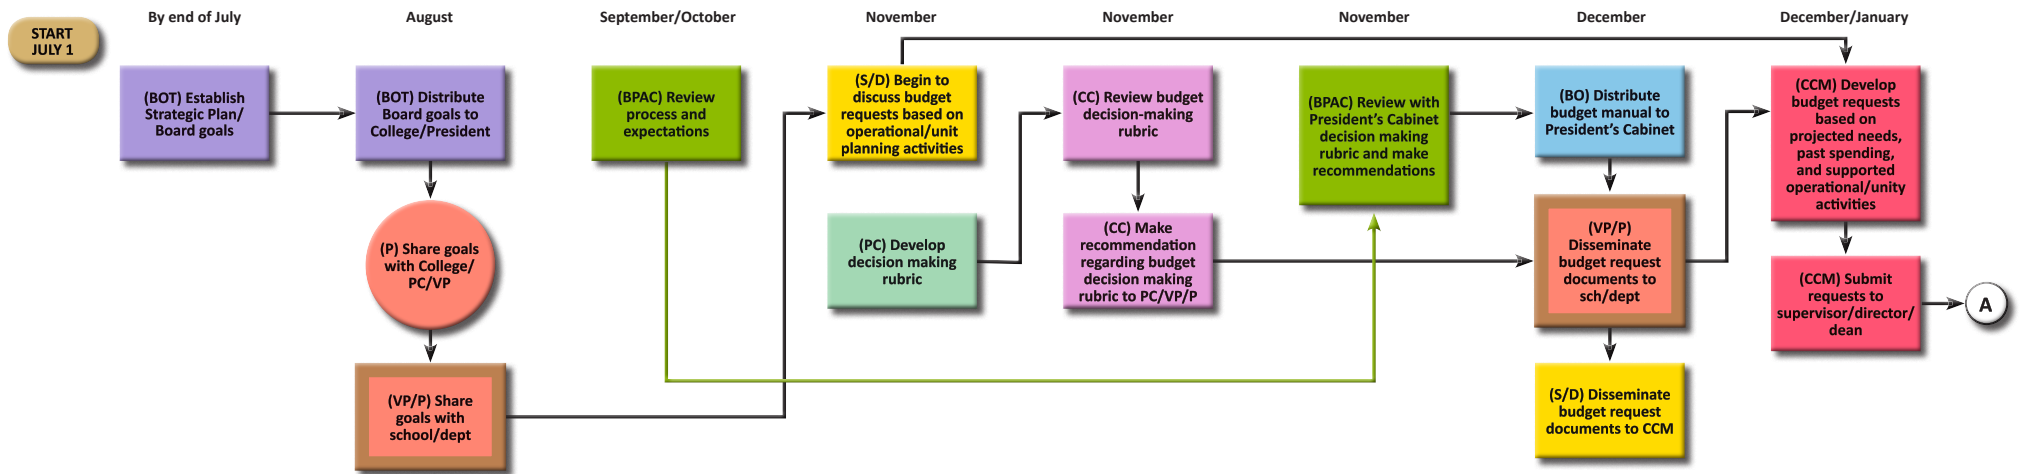 START
JULY 1
By end of July
(BOT) Establish
Strategic Plan/
Board goals
August
(BOT) Distribute
Board goals to
College/President
(P) Share goals
with College/
PC/VP
(VP/P) Share
goals with
school/dept
September/October
(BPAC) Review
process and
expectations
November
(S/D) Begin to
discuss budget
requests based on
operational/unit
planning activities
(PC) Develop
decision making
rubric
November
(CC) Review budget
decision-making
rubric
(CC) Make
recommendation
regarding budget
decision making
rubric to PC/VP/P
November
(BPAC) Review with
President’s Cabinet
decision making
rubric and make
recommendations
December
(BO) Distribute
budget manual to
President’s Cabinet
(VP/P)
Disseminate
budget request
documents to
sch/dept
(S/D) Disseminate
budget request
documents to CCM
December/January
(CCM) Develop
budget requests
based on
projected needs,
past spending,
and supported
operational/unity
activities
(CCM) Submit
requests to
supervisor/director/
dean
A